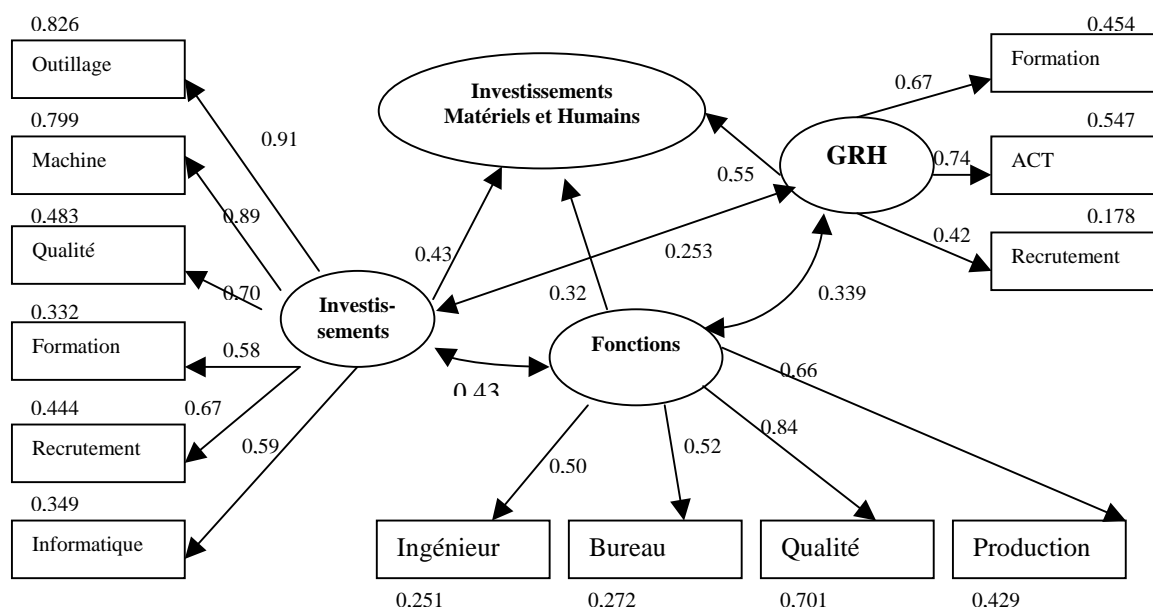 0.826
Outillage
0.799
Machine
0.483
Qualité
0.332
Formation
0.444
Recrutement
0.349
Informatique
0.91
0.89
0.70
0.58
0.67
0.59
Investis-
sements
Investissements
Matériels et Humains
0.43
0.253
0.32
0.55
0.43
0.339
GRH
0.67
0.74
0.42
0.454
Formation
0.547
ACT
0.178
Recrutement
Fonctions
0.50
0.52
0.84
0.66
Ingénieur
Bureau
Qualité
Production
0.251
0.272
0.701
0.429